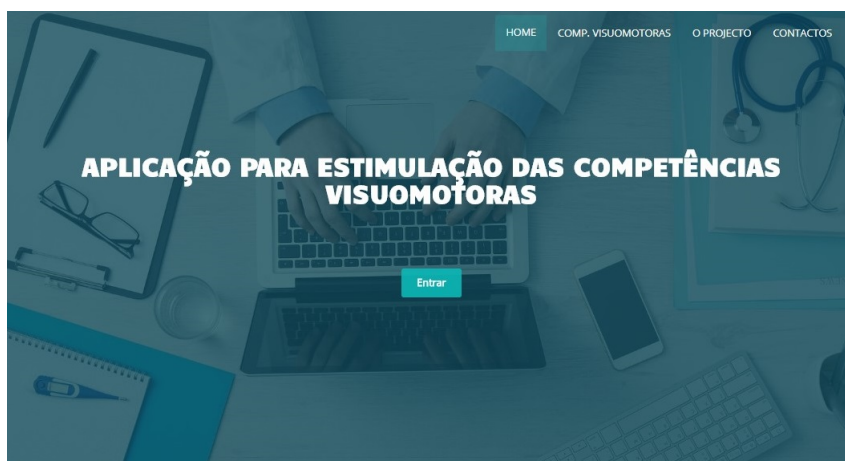 HOME COMP. VISUOMOTORAS O PROJECTO CONTACTOS
APLICAÇÃO PARA ESTIMULAÇÃO DAS COMPETÊNCIAS
VISUOMOTORAS
Entrar